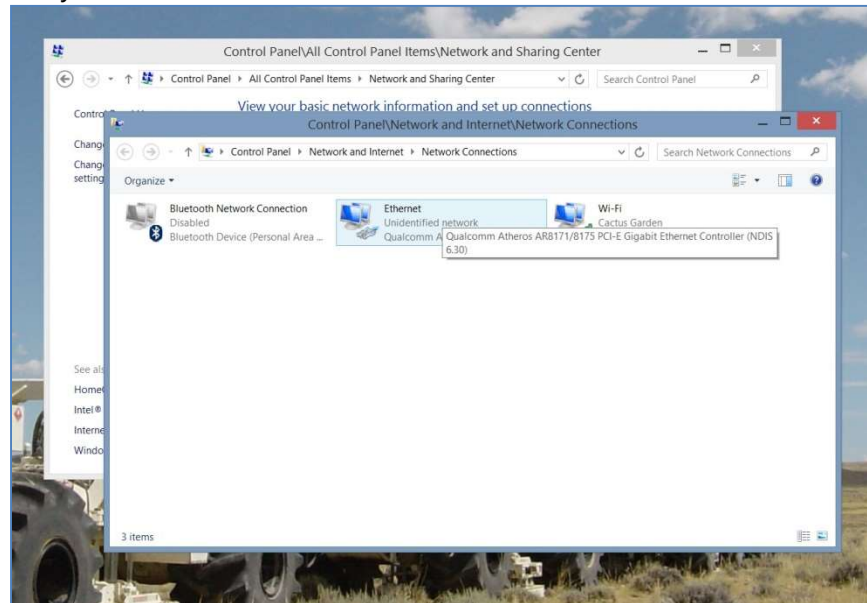 Control Panel\All Control Panel Items\Network and Sharing Center
Control Panel All Control Panel Items Network and Sharing Center
Search Control Panel
View your basic network information and set up connections
Control Panel\Network and Internet\Network Connections
Control Panel Network and Internet Network Connections
Search Network Connections
Organize
Bluetooth Network Connection
Disabled
Bluetooth Device (Personal Area ...
Ethernet
Unidentified network
Qualcomm A
Wi-Fi
Cactus Garden
Qualcomm Atheros AR8171/8175 PCI-E Gigabit Ethernet Controller (NDIS
6.30)
Chang
Chang
setting
See als
Home
Intel®
Interne
Windo
3 items